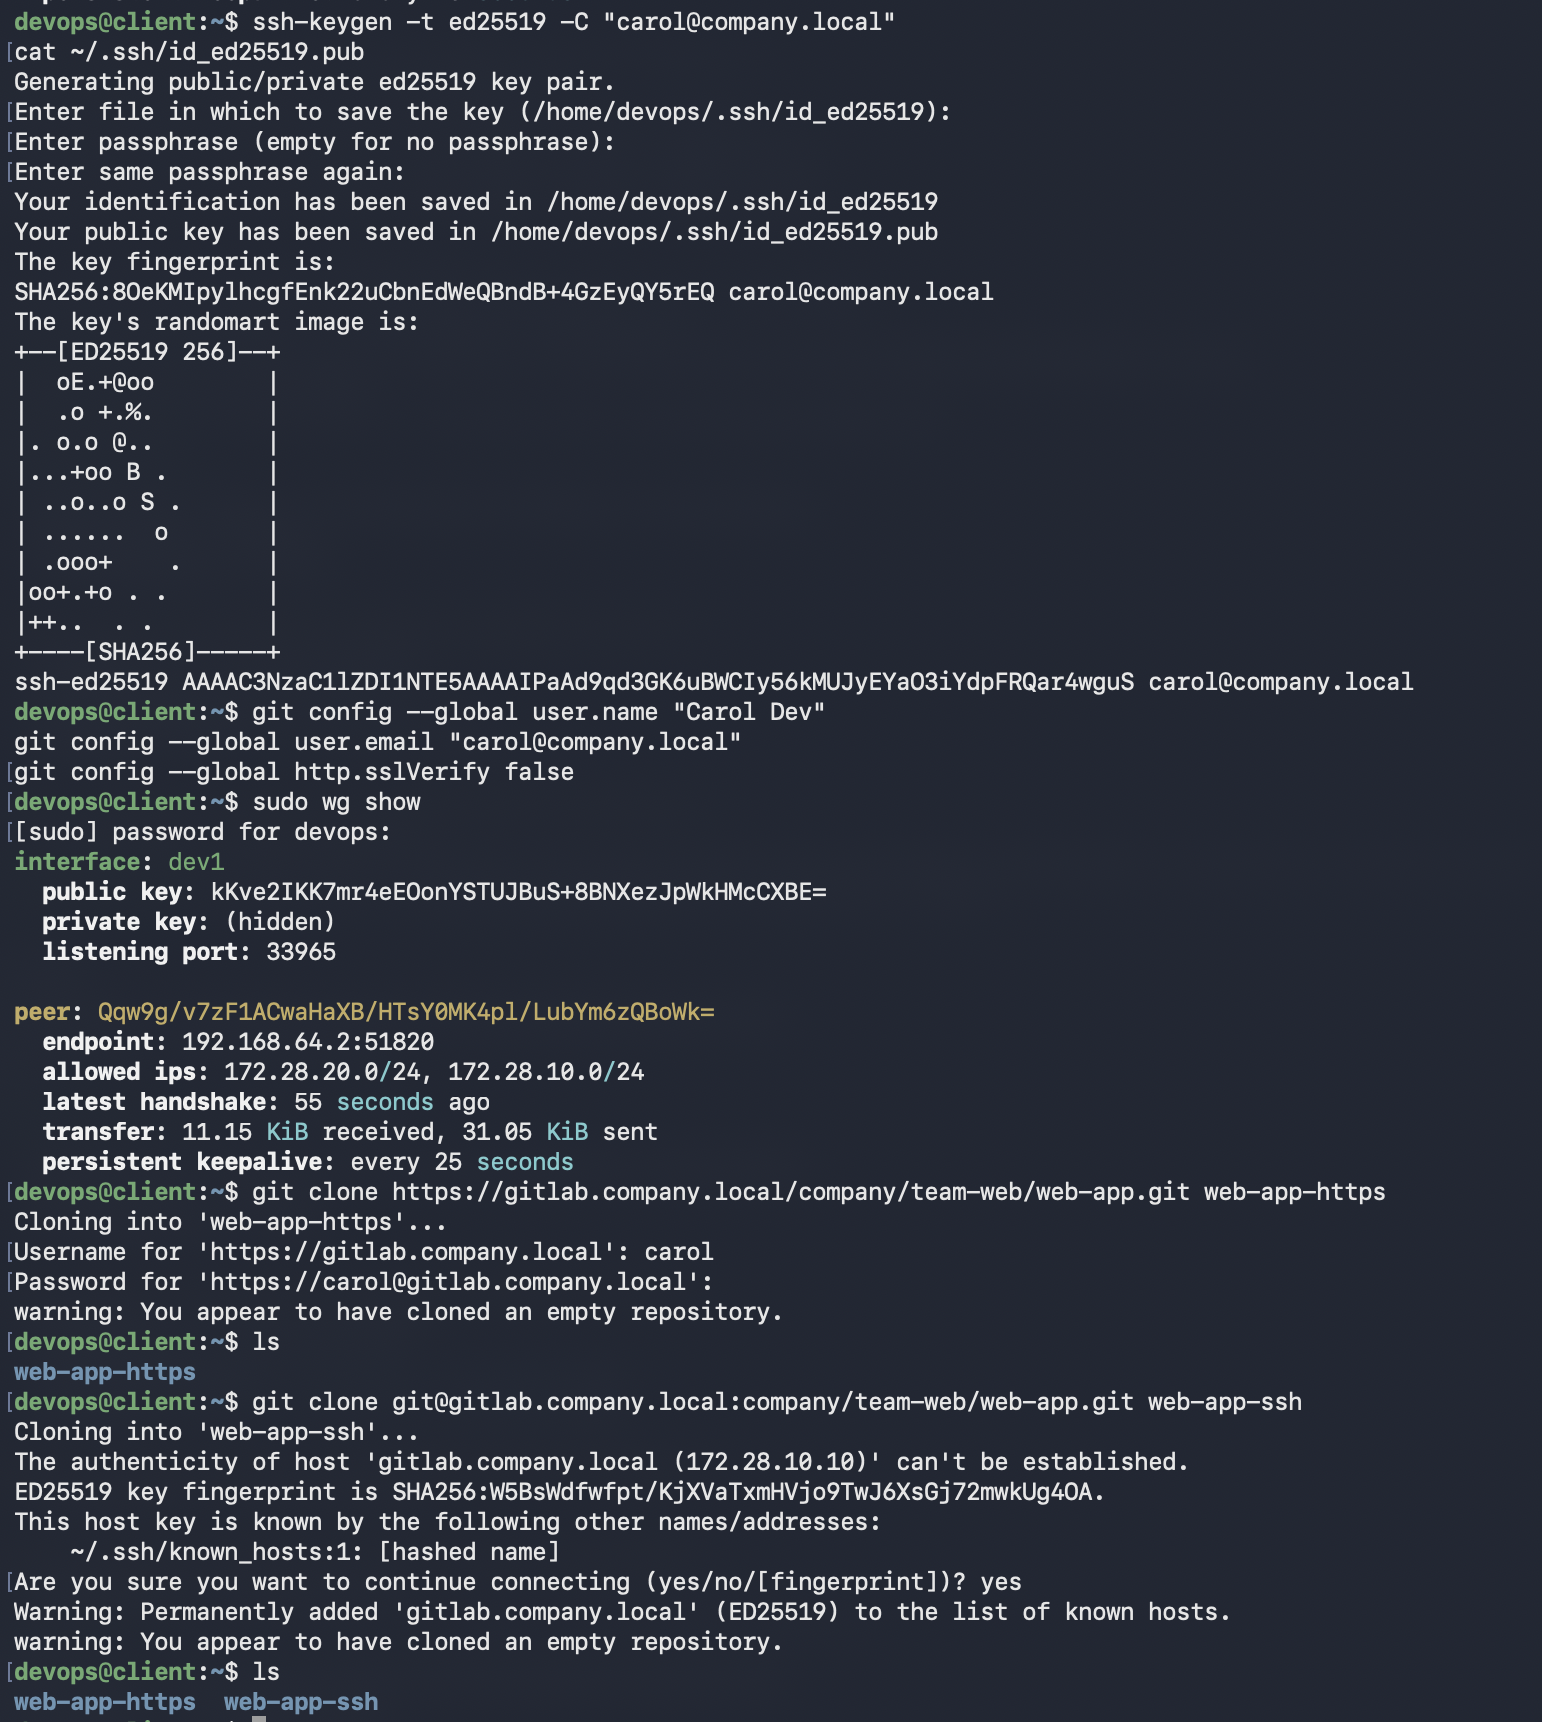 devops@client:~$ ssh-keygen -t ed25519 -C "carol@company.local"
[cat ~/.ssh/id_ed25519.pub
Generating public/private ed25519 key pair.
[Enter file in which to save the key (/home/devops/.ssh/id_ed25519):
[Enter passphrase (empty for no passphrase):
[Enter same passphrase again:
Your identification has been saved in /home/devops/.ssh/id_ed25519
Your public key has been saved in /home/devops/.ssh/id_ed25519.pub
The key fingerprint is:
SHA256:8OeKMIpylhcgfEnk22uCbnEdWeQBndB+4GzEyQY5rEQ carol@company.local
The key's randomart image is:
+--[ED25519 256]--+
|  oE.+@oo        |
|  .o +.%.        |
|. o.o @..        |
|...+oo B .       |
| ..o..o S .      |
| ......  o       |
| .ooo+    .      |
|oo+.+o . .       |
|++..  . .        |
+----[SHA256]-----+
ssh-ed25519 AAAAC3NzaC1lZDI1NTE5AAAAIPaAd9qd3GK6uBWCIy56kMUJyEYaO3iYdpFRQar4wguS carol@company.local
devops@client:~$ git config --global user.name "Carol Dev"
git config --global user.email "carol@company.local"
[git config --global http.sslVerify false
[devops@client:~$ sudo wg show
[[sudo] password for devops:
interface: dev1
  public key: kKve2IKK7mr4eEOonYSTUJBuS+8BNXezJpWkHMcCXBE=
  private key: (hidden)
  listening port: 33965

peer: Qqw9g/v7zF1ACwaHaXB/HTsY0MK4pl/LubYm6zQBoWk=
  endpoint: 192.168.64.2:51820
  allowed ips: 172.28.20.0/24, 172.28.10.0/24
  latest handshake: 55 seconds ago
  transfer: 11.15 KiB received, 31.05 KiB sent
  persistent keepalive: every 25 seconds
[devops@client:~$ git clone https://gitlab.company.local/company/team-web/web-app.git web-app-https
Cloning into 'web-app-https'...
[Username for 'https://gitlab.company.local': carol
[Password for 'https://carol@gitlab.company.local':
warning: You appear to have cloned an empty repository.
[devops@client:~$ ls
web-app-https
[devops@client:~$ git clone git@gitlab.company.local:company/team-web/web-app.git web-app-ssh
Cloning into 'web-app-ssh'...
The authenticity of host 'gitlab.company.local (172.28.10.10)' can't be established.
ED25519 key fingerprint is SHA256:W5BsWdfwfpt/KjXVaTxmHVjo9TwJ6XsGj72mwkUg4OA.
This host key is known by the following other names/addresses:
    ~/.ssh/known_hosts:1: [hashed name]
[Are you sure you want to continue connecting (yes/no/[fingerprint])? yes
Warning: Permanently added 'gitlab.company.local' (ED25519) to the list of known hosts.
warning: You appear to have cloned an empty repository.
[devops@client:~$ ls
web-app-https  web-app-ssh